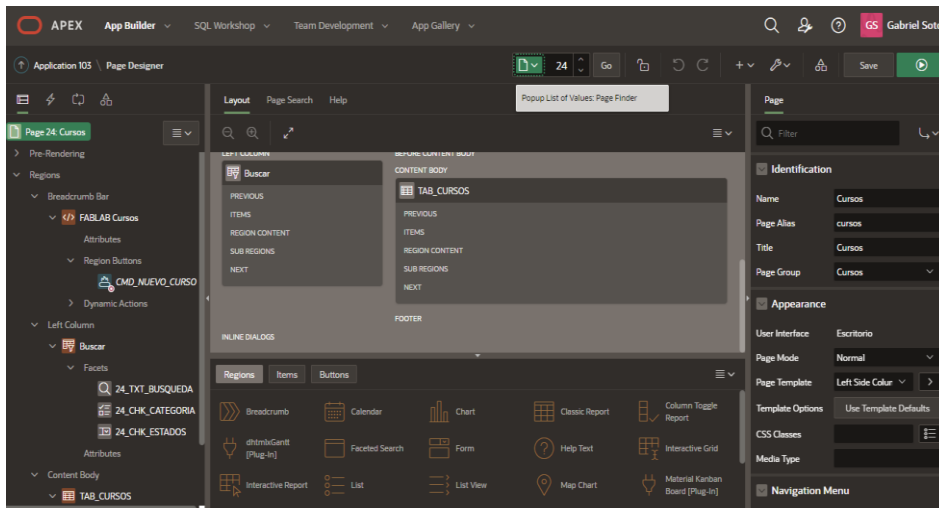 APEX App Builder SQL Workshop Team Development App Gallery GS Gabriel Soto
Application 103 \ Page Designer 24 Go Save
Popup List of Values: Page Finder
Layout Page Search Help
Page
Page 24: Cursos
Filter
Pre-Rendering
Regions
Breadcrumb Bar
FABLAB Cursos
Attributes
Region Buttons
CMD_NUEVO_CURSO
Dynamic Actions
Left Column
Buscar
Facets
24_TXT_BUSQUEDA
24_CHK_CATEGORIA
24_CHK_ESTADOS
Attributes
Content Body
TAB_CURSOS
LEFT COLUMN
Buscar
PREVIOUS
ITEMS
REGION CONTENT
SUB REGIONS
NEXT
BEFORE CONTENT BODY
CONTENT BODY
TAB_CURSOS
PREVIOUS
ITEMS
REGION CONTENT
SUB REGIONS
NEXT
FOOTER
INLINE DIALOGS
Regions Items Buttons
Breadcrumb Calendar Chart Classic Report Column Toggle
Report
dhtmlxGantt
[Plug-In] Faceted Search Form Help Text Interactive Grid
Interactive Report List List View Map Chart Material Kanban
Board [Plug-In]
Identification
Name Cursos
Page Alias cursos
Title Cursos
Page Group Cursos
Appearance
User Interface Escritorio
Page Mode Normal
Page Template Left Side Colur
Template Options Use Template Defaults
CSS Classes
Media Type
Navigation Menu